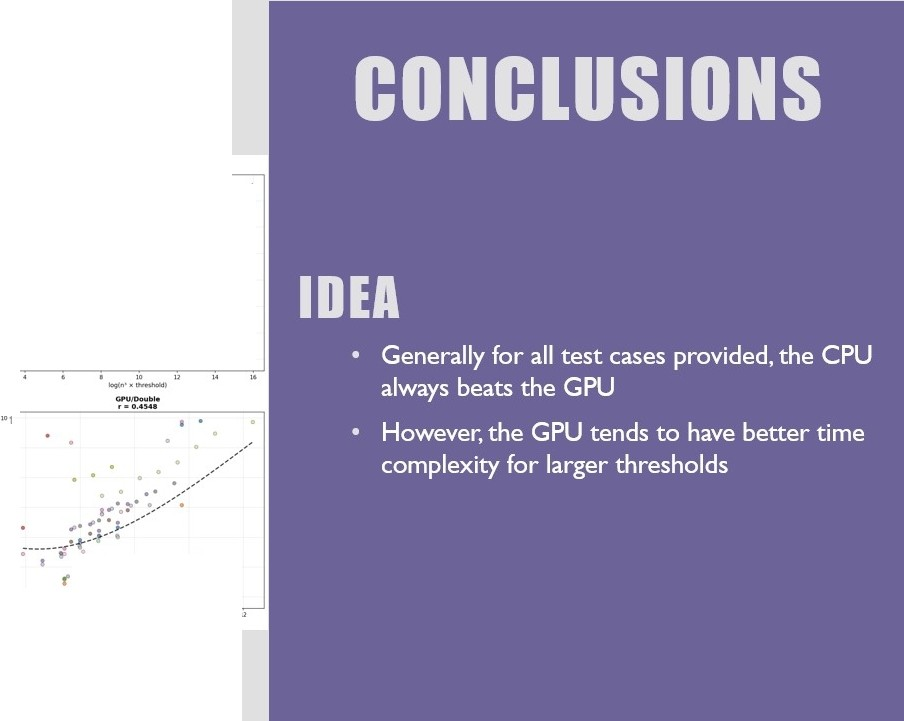 CONCLUSIONS
IDEA
• Generally for all test cases provided, the CPU
always beats the GPU
• However, the GPU tends to have better time
complexity for larger thresholds
4 6 8 10 12 14 16
log(n³ × threshold)
GPU/Double
r = 0.4548
10